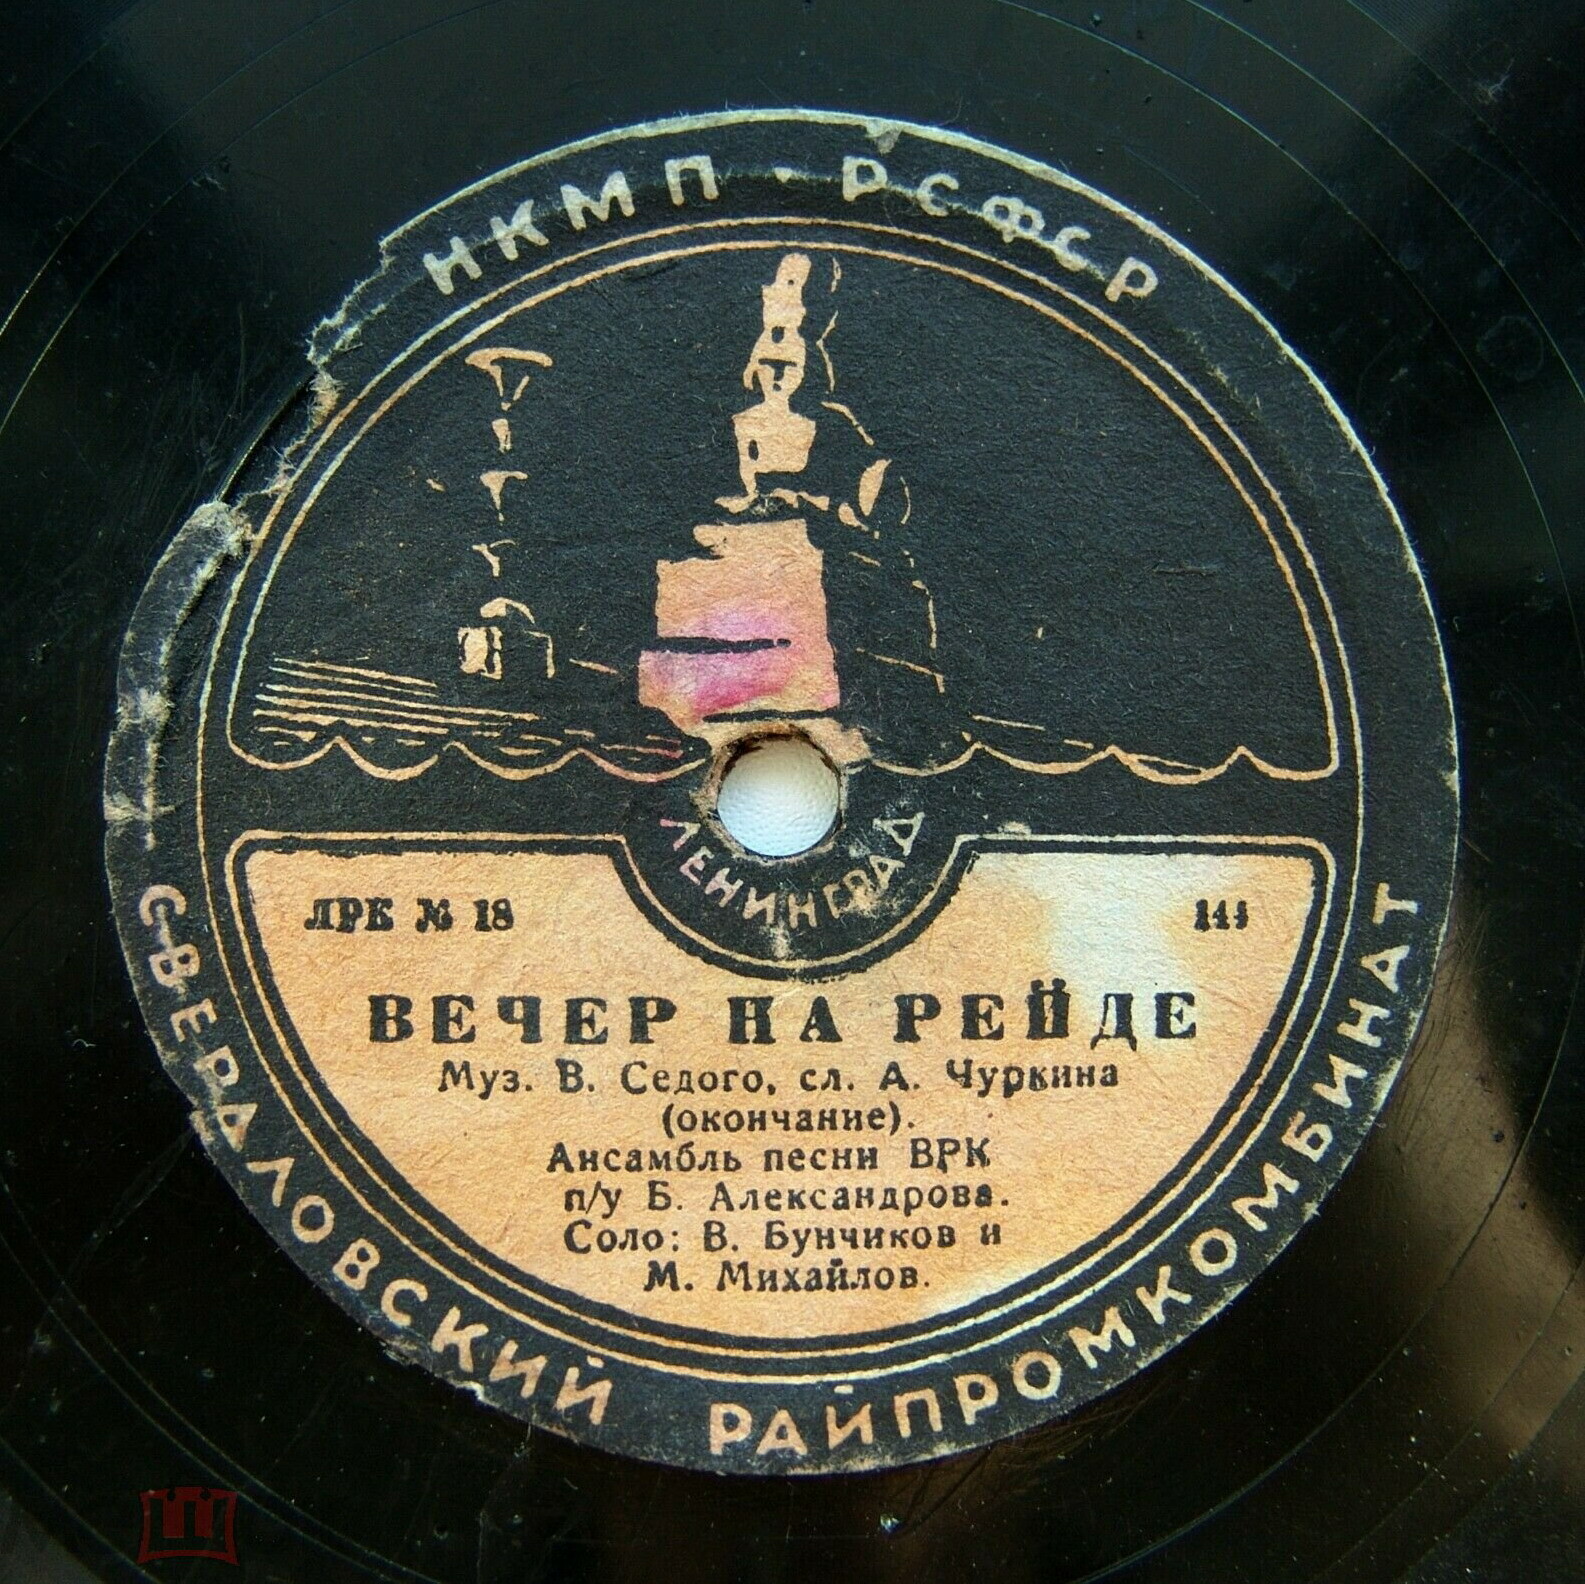 НКМП · РСФСР
ЛЕНИНГРАД
ЛРК № 18
144
ВЕЧЕР НА РЕЙДЕ
Муз. В. Седого, сл. А. Чуркина
(окончание).
Ансамбль песни ВРК
п/у Б. Александрова.
Соло: В. Бунчиков и
М. Михайлов.
СВЕРДЛОВСКИЙ РАЙПРОМКОМБИНАТ